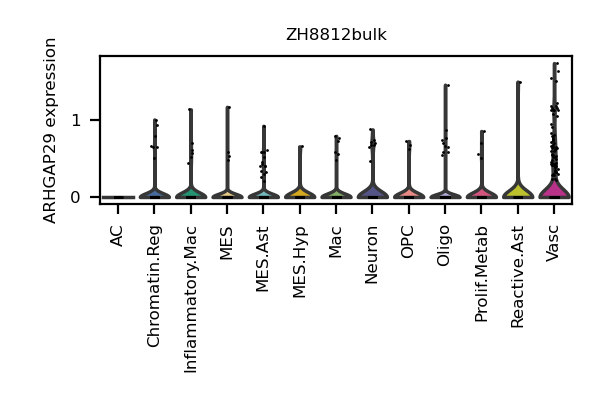 ZH8812bulk
ARHGAP29 expression
1
0
AC
Chromatin.Reg
Inflammatory.Mac
MES
MES.Ast
MES.Hyp
Mac
Neuron
OPC
Oligo
Prolif.Metab
Reactive.Ast
Vasc